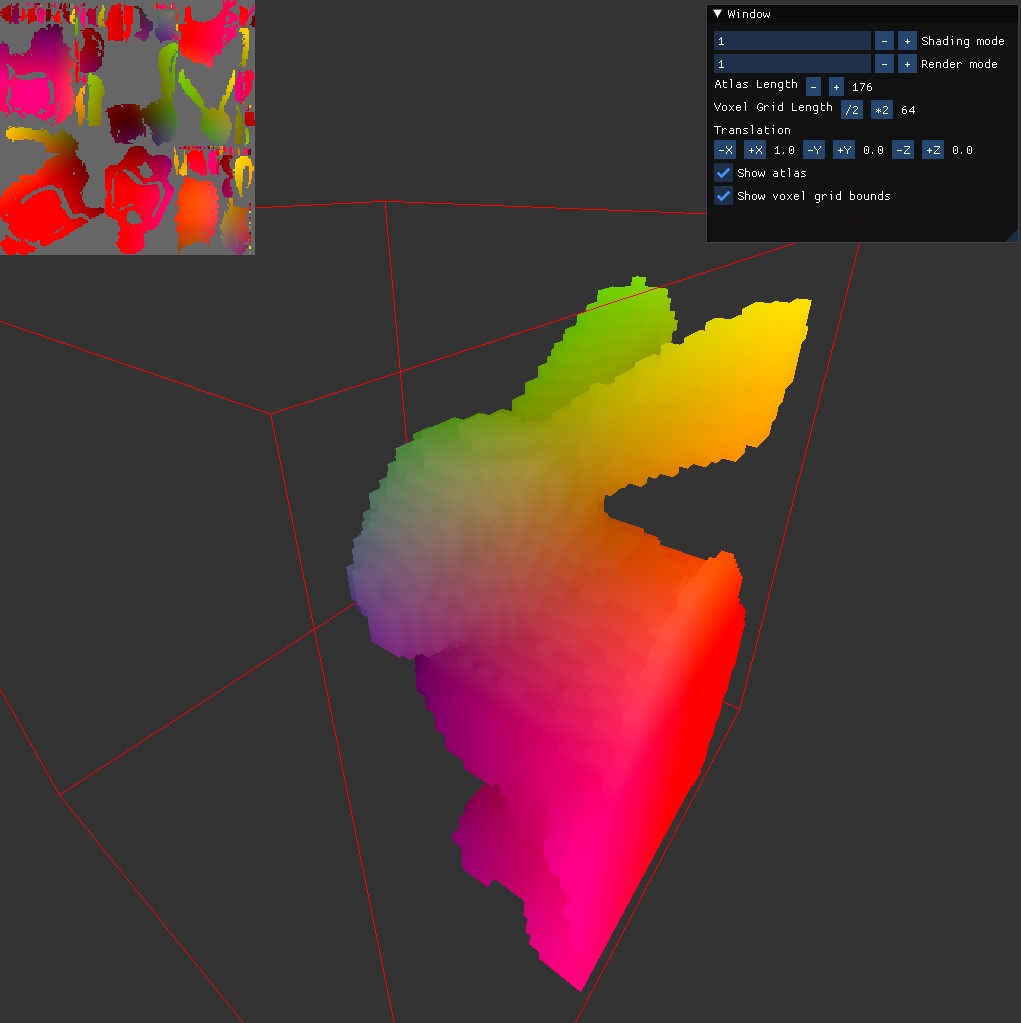 Window
1 - + Shading mode
1 - + Render mode
Atlas Length - + 176
Voxel Grid Length /2 *2 64
Translation
-X +X 1.0 -Y +Y 0.0 -Z +Z 0.0
Show atlas
Show voxel grid bounds